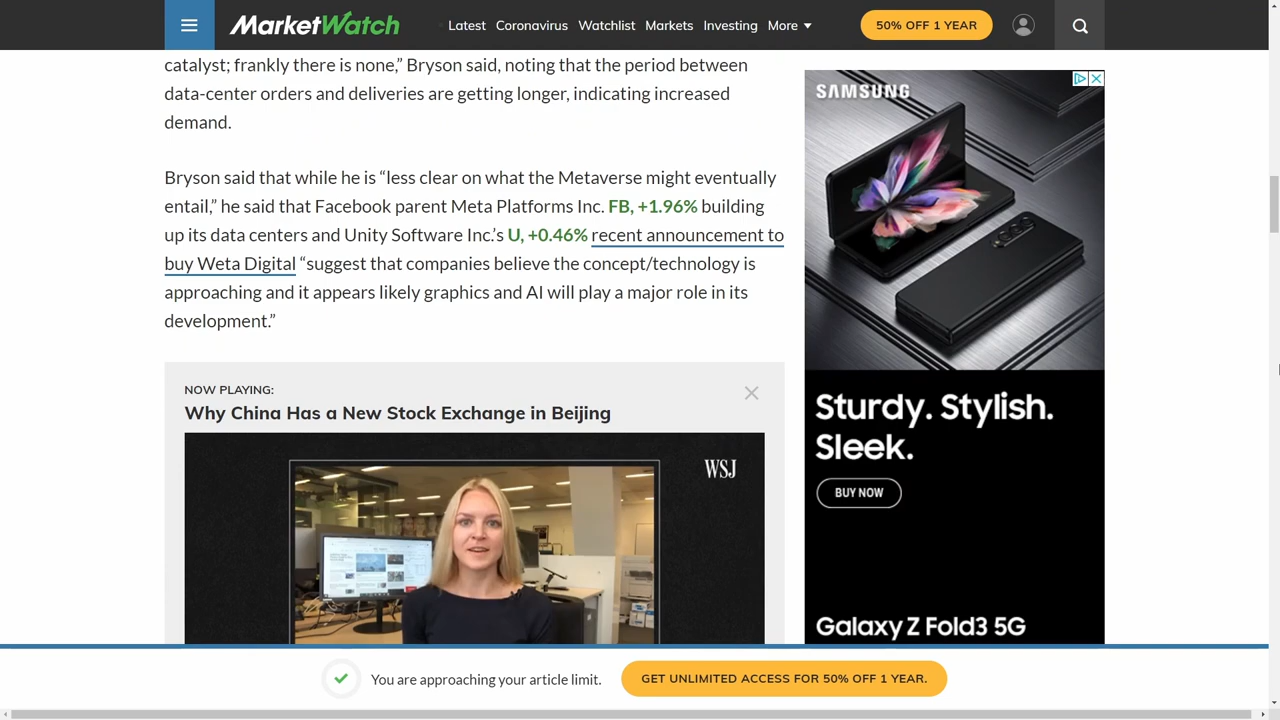 MarketWatch
Latest Coronavirus Watchlist Markets Investing More
50% OFF 1 YEAR
catalyst; frankly there is none,” Bryson said, noting that the period between
data-center orders and deliveries are getting longer, indicating increased
demand.
Bryson said that while he is “less clear on what the Metaverse might eventually
entail,” he said that Facebook parent Meta Platforms Inc. FB, +1.96% building
up its data centers and Unity Software Inc.’s U, +0.46% recent announcement to
buy Weta Digital “suggest that companies believe the concept/technology is
approaching and it appears likely graphics and AI will play a major role in its
development.”
NOW PLAYING:
Why China Has a New Stock Exchange in Beijing
WSJ
SAMSUNG
Sturdy. Stylish.
Sleek.
BUY NOW
Galaxy Z Fold3 5G
You are approaching your article limit.
GET UNLIMITED ACCESS FOR 50% OFF 1 YEAR.